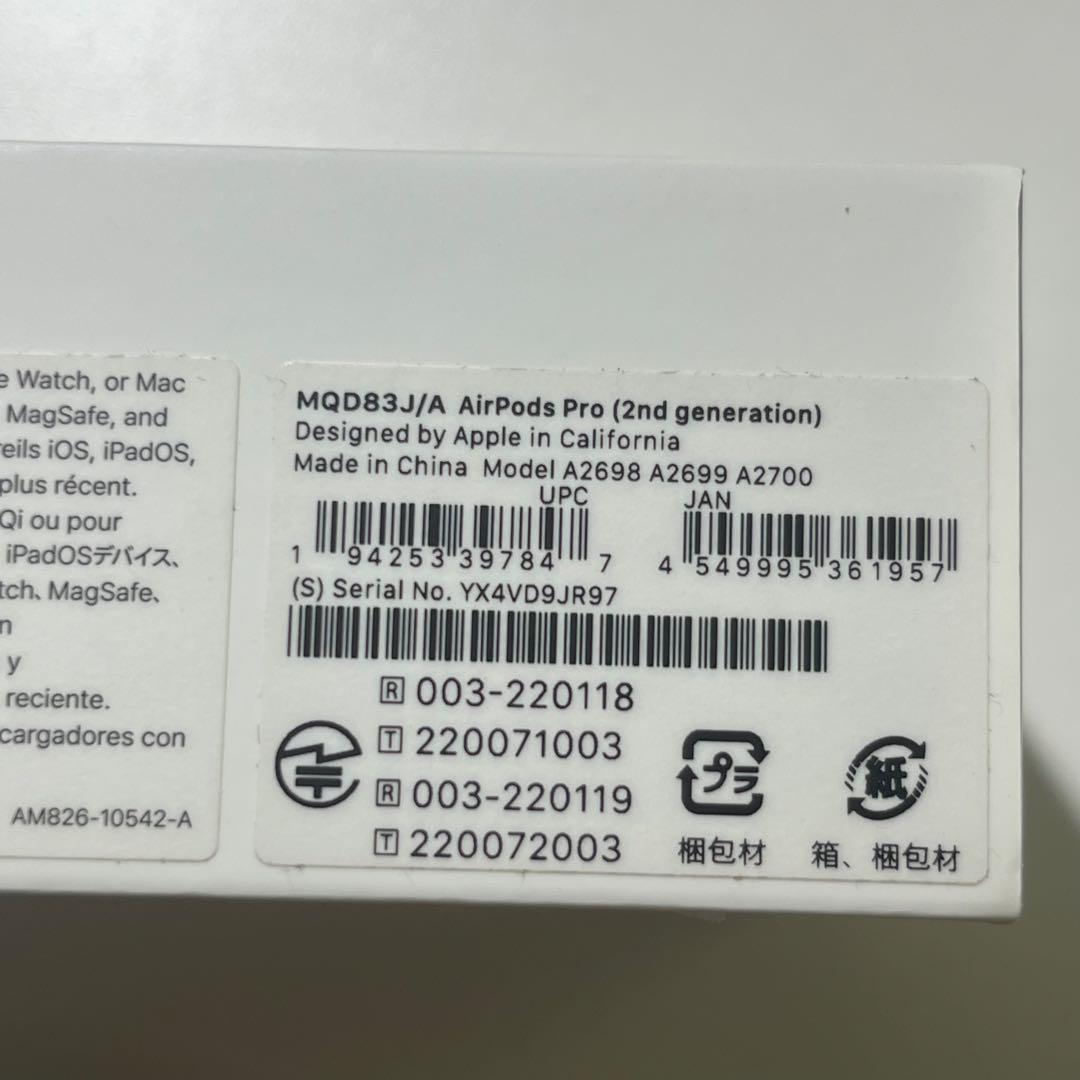 e Watch, or Mac
MagSafe, and
reils iOS, iPadOS,
plus récent.
Qi ou pour
iPadOSデバイス、
tch、MagSafe、
n
y
reciente.
cargadores con
AM826-10542-A
MQD83J/A AirPods Pro (2nd generation)
Designed by Apple in California
Made in China Model A2698 A2699 A2700
UPC JAN
1 94253 39784 7 4 549995 361957
(S) Serial No. YX4VD9JR97
R 003-220118
T 220071003
R 003-220119
T 220072003
プラ 紙
梱包材 箱、梱包材